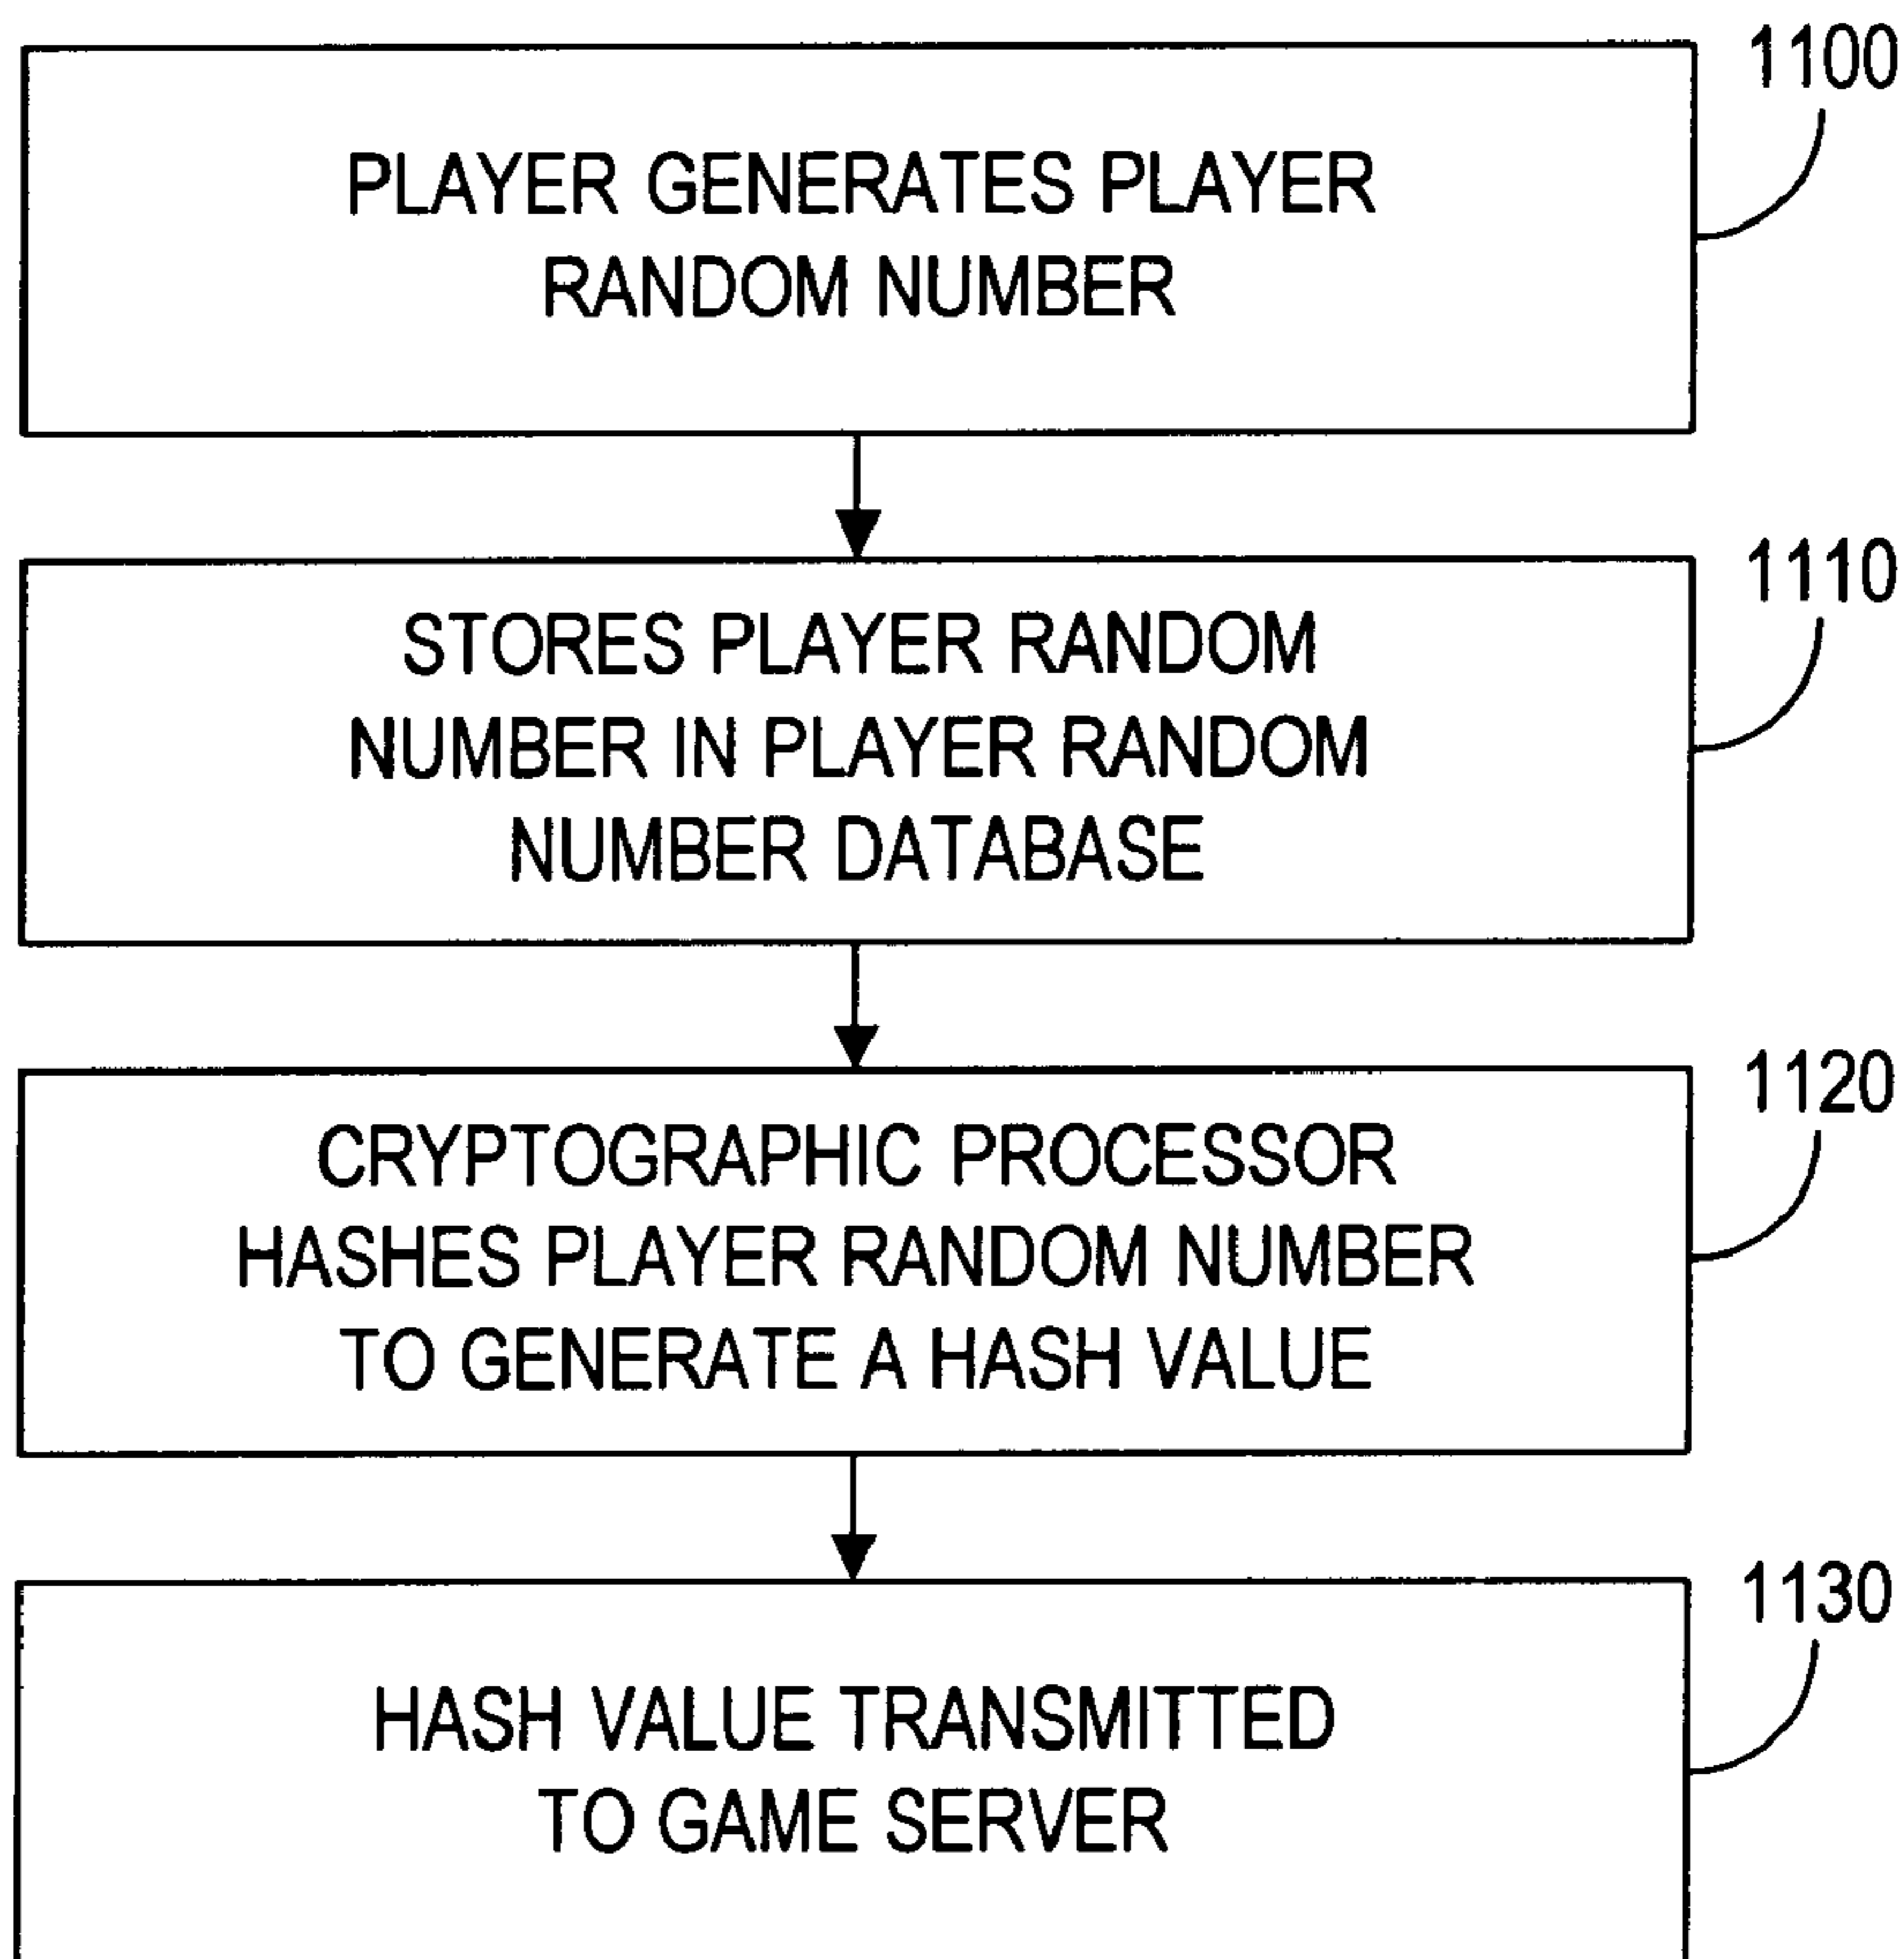 1100
PLAYER GENERATES PLAYER
RANDOM NUMBER
1110
STORES PLAYER RANDOM
NUMBER IN PLAYER RANDOM
NUMBER DATABASE
1120
CRYPTOGRAPHIC PROCESSOR
HASHES PLAYER RANDOM NUMBER
TO GENERATE A HASH VALUE
1130
HASH VALUE TRANSMITTED
TO GAME SERVER